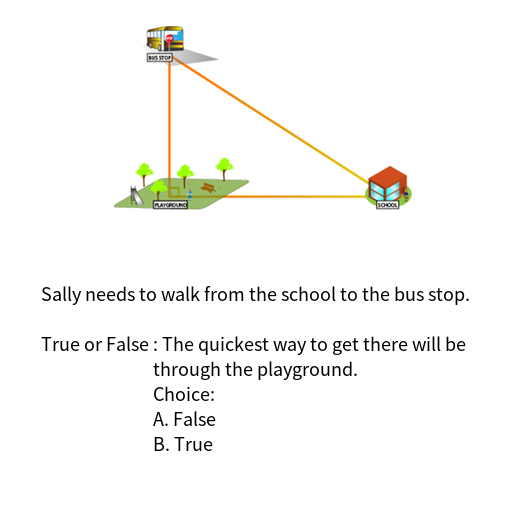 BUS STOP
PLAYGROUND
SCHOOL
Sally needs to walk from the school to the bus stop.
True or False : The quickest way to get there will be
through the playground.
Choice:
A. False
B. True